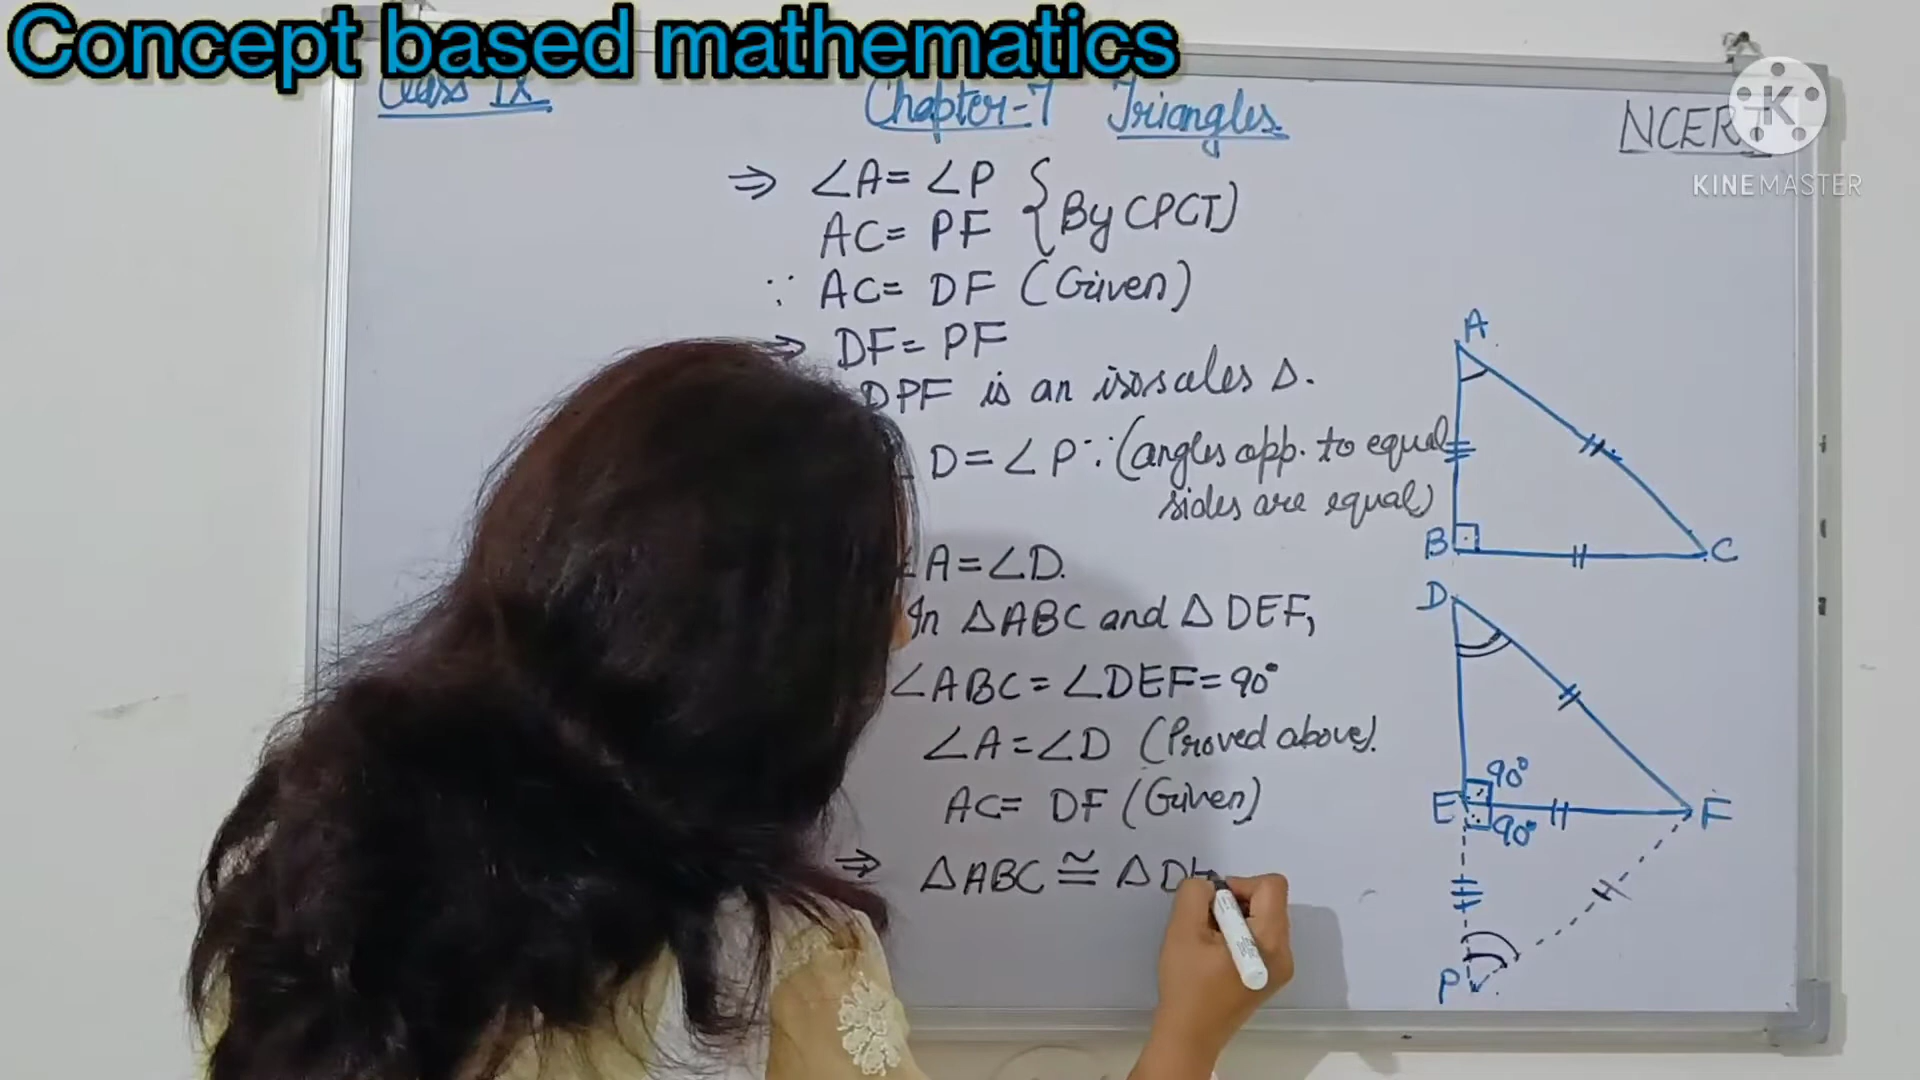 Concept based mathematics
Class IX
Chapter-7 Triangles
NCERT
K
KINEMASTER
⇒ ∠A = ∠P
AC = PF } (By CPCT)
∵ AC = DF (Given)
⇒ DF = PF
DPF is an isosales Δ.
∠D = ∠P ∵ (angles opp. to equal
sides are equal)
∠A = ∠D.
In ΔABC and ΔDEF,
∠ABC = ∠DEF = 90°
∠A = ∠D (Proved above).
AC = DF (Given)
⇒ ΔABC ≅ ΔD
A
B
C
D
90°
E
F
90°
P